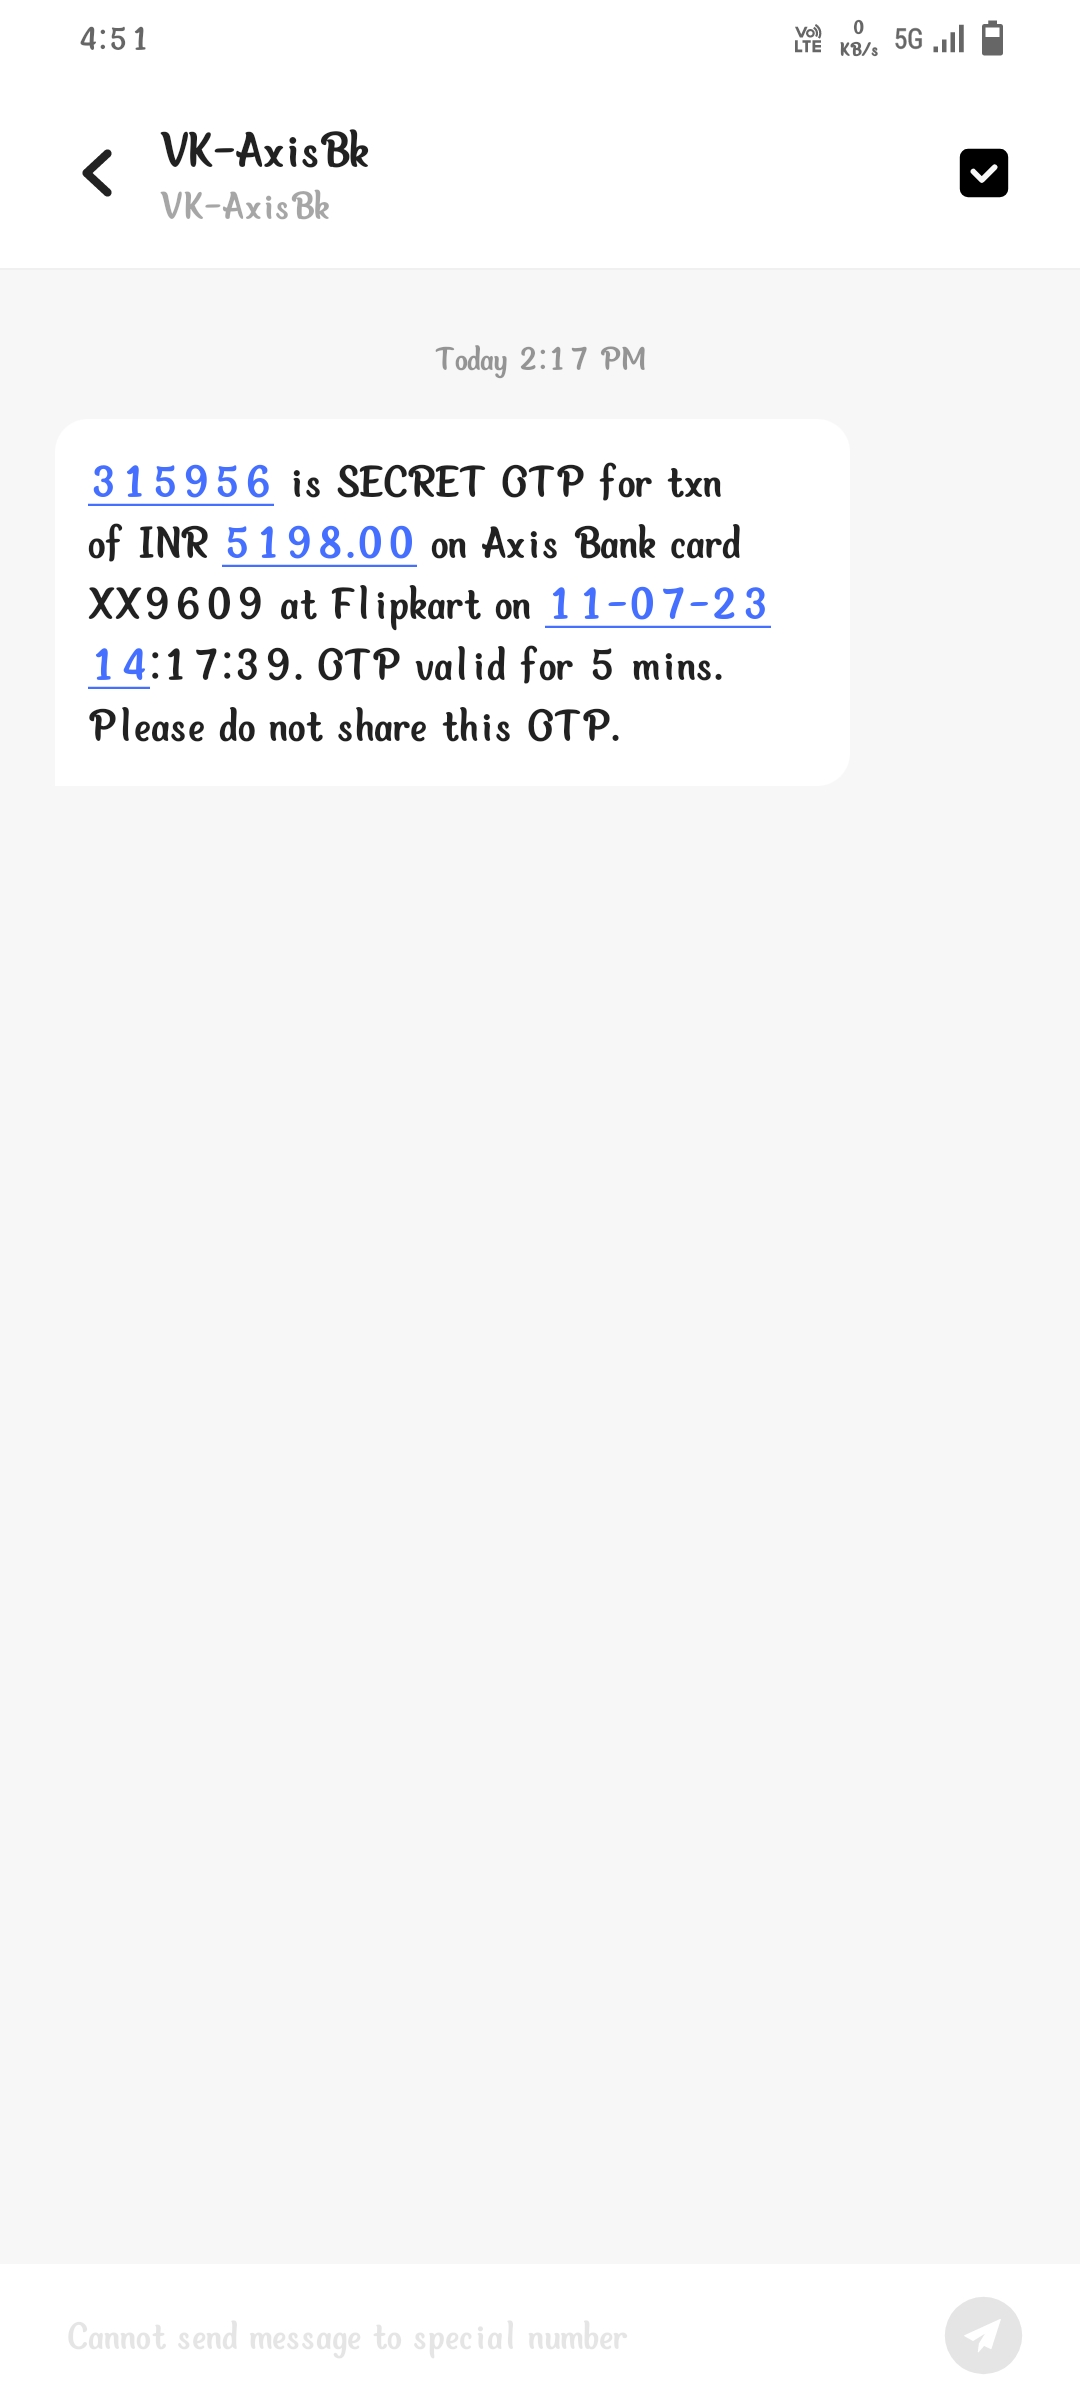 4:51
Vo)) LTE 0 KB/s 5G
VK-AxisBk
VK-AxisBk
Today 2:17 PM
315956 is SECRET OTP for txn
of INR 5198.00 on Axis Bank card
XX9609 at Flipkart on 11-07-23
14:17:39. OTP valid for 5 mins.
Please do not share this OTP.
Cannot send message to special number